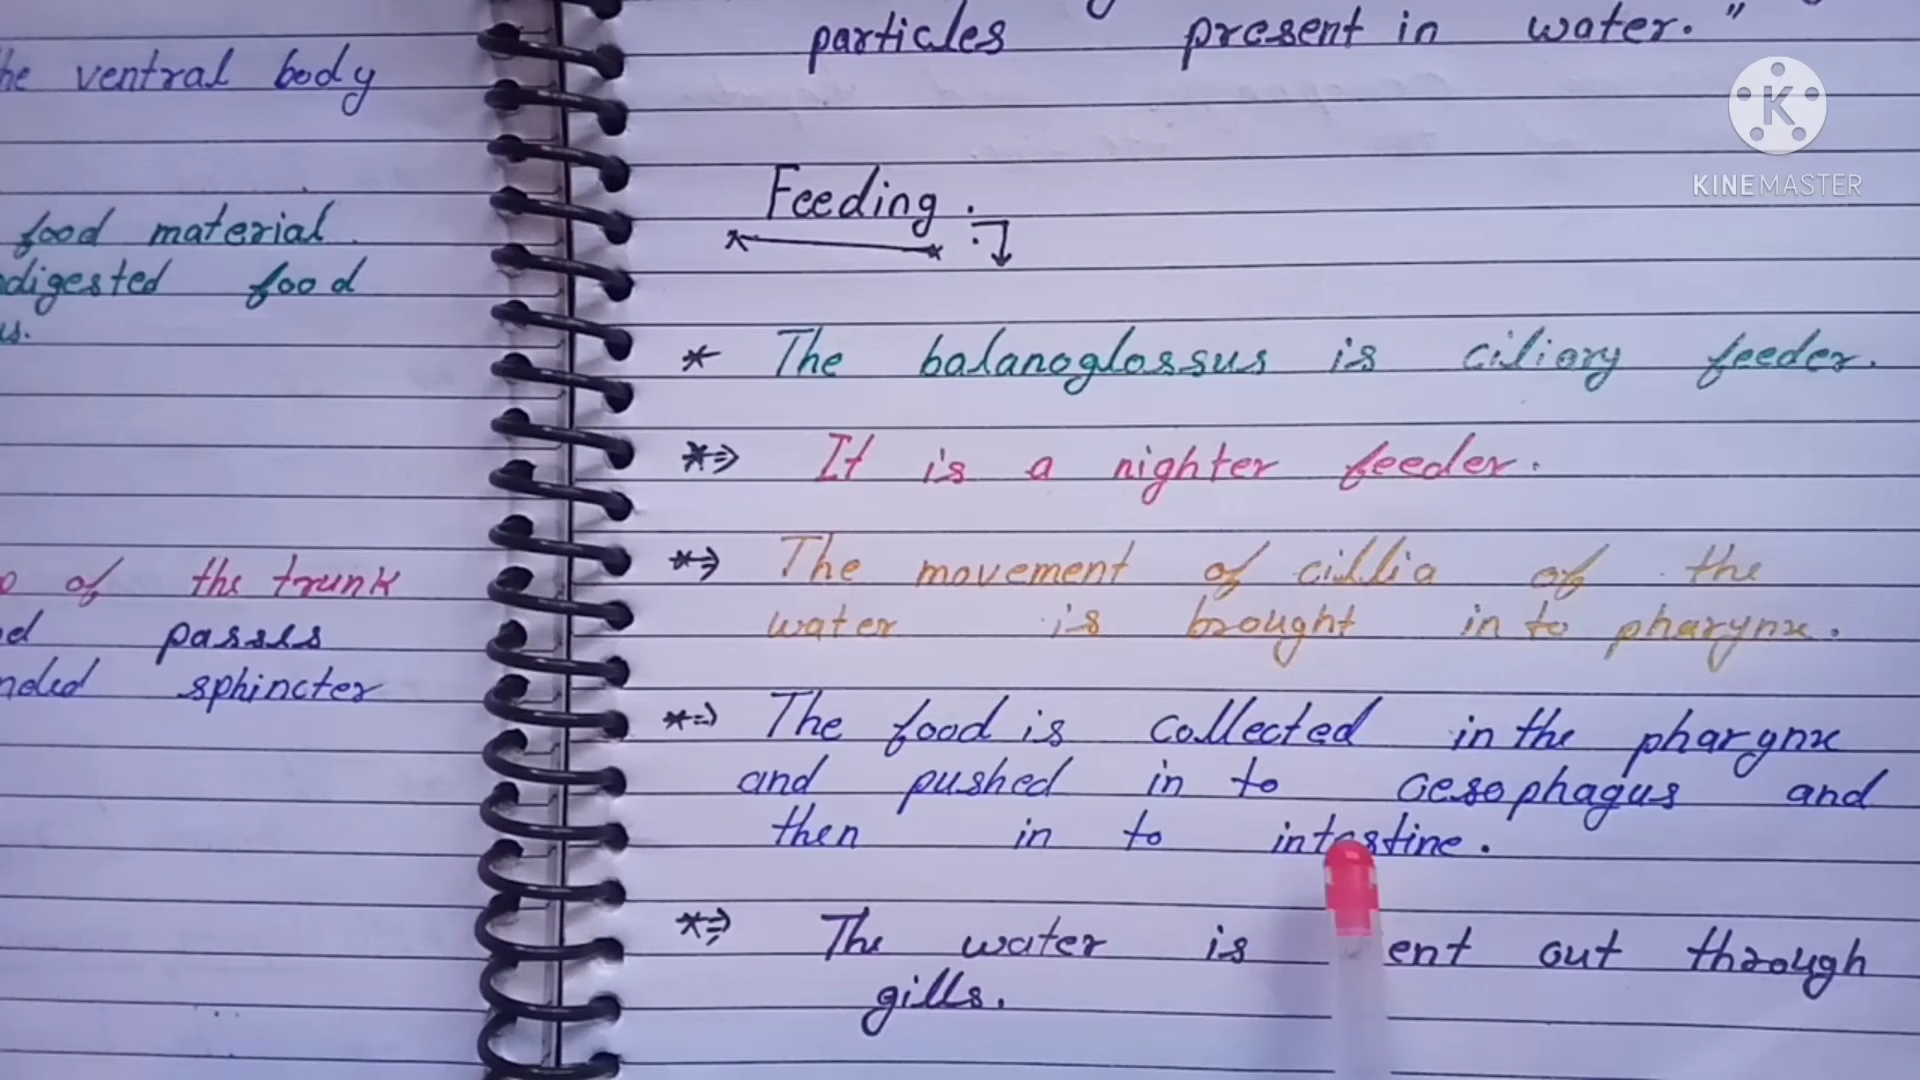 he ventral body
food material.
digested food
us.
of the trunk
passes
nded sphincter
particles present in water."
Feeding.
* The balanoglossus is ciliary feeder.
*⇒ It is a nighter feeder.
*⇒ The movement of cillia of the
water is brought in to pharynx.
*⇒ The food is collected in the pharynx
and pushed in to oesophagus and
then in to intestine.
*⇒ The water is ent out through
gills.
K
KINEMASTER